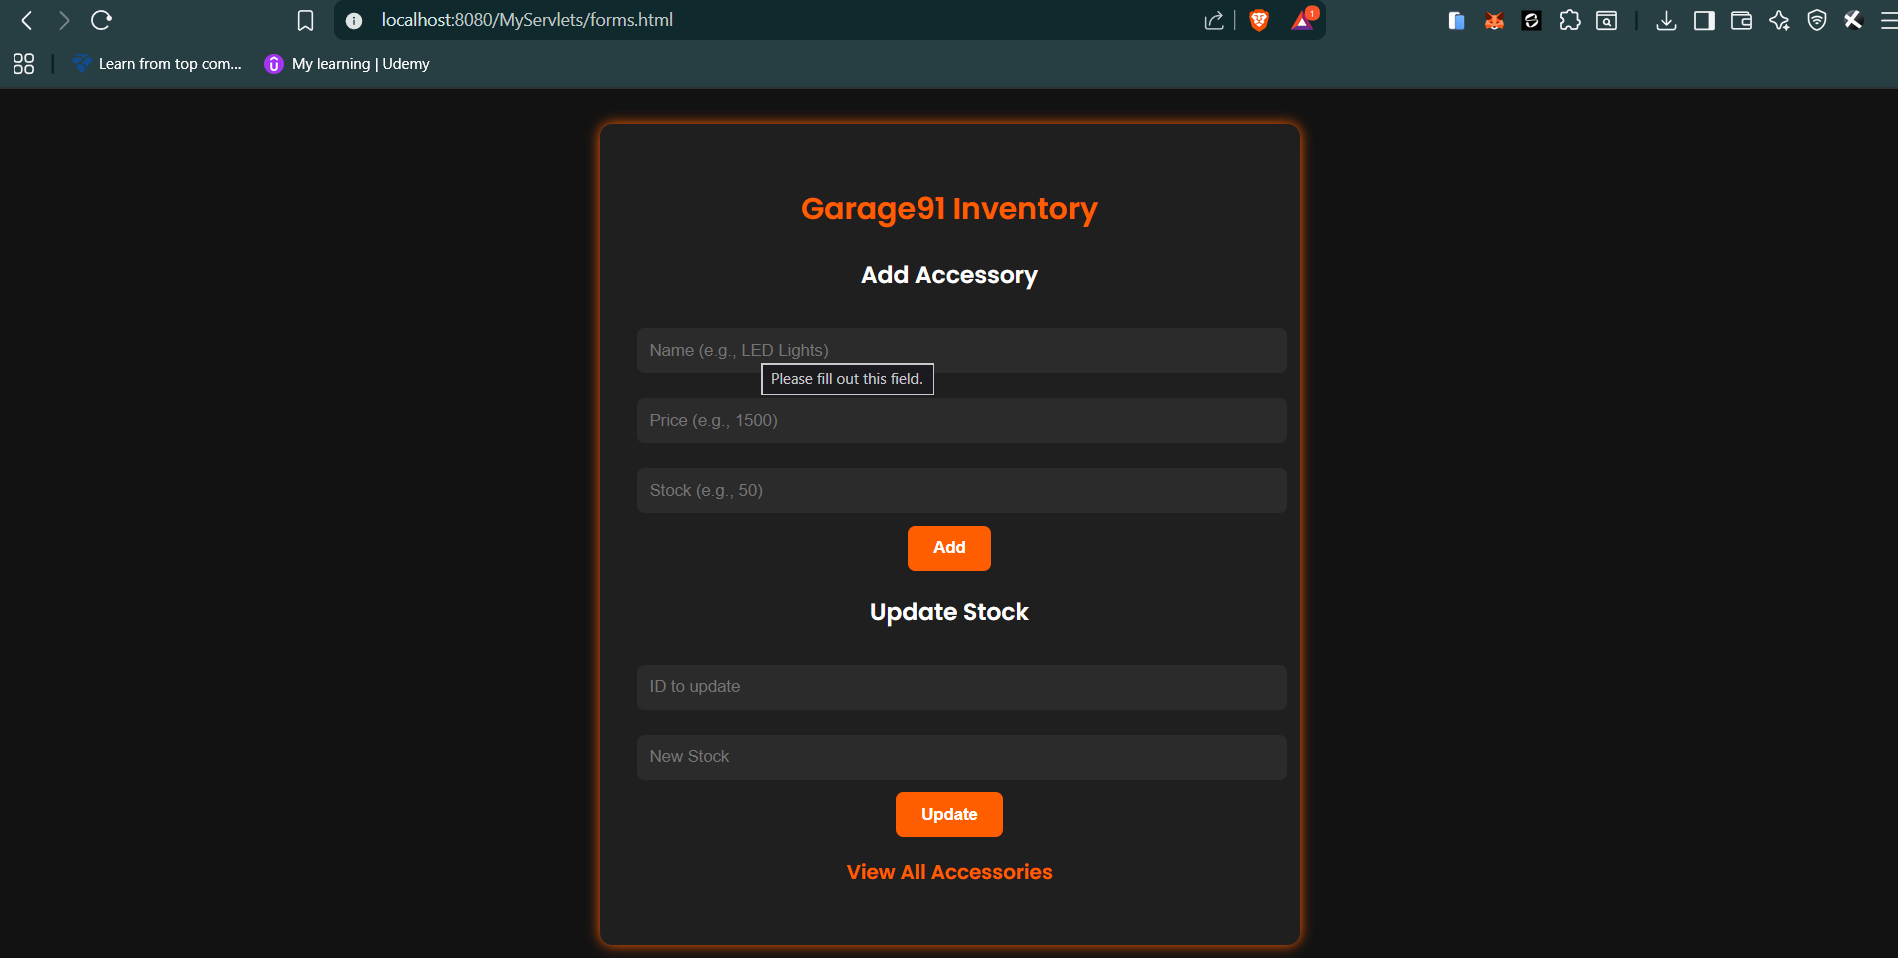 localhost:8080/MyServlets/forms.html
1
Learn from top com...
My learning | Udemy
Garage91 Inventory
Add Accessory
Name (e.g., LED Lights)
Please fill out this field.
Price (e.g., 1500)
Stock (e.g., 50)
Add
Update Stock
ID to update
New Stock
Update
View All Accessories